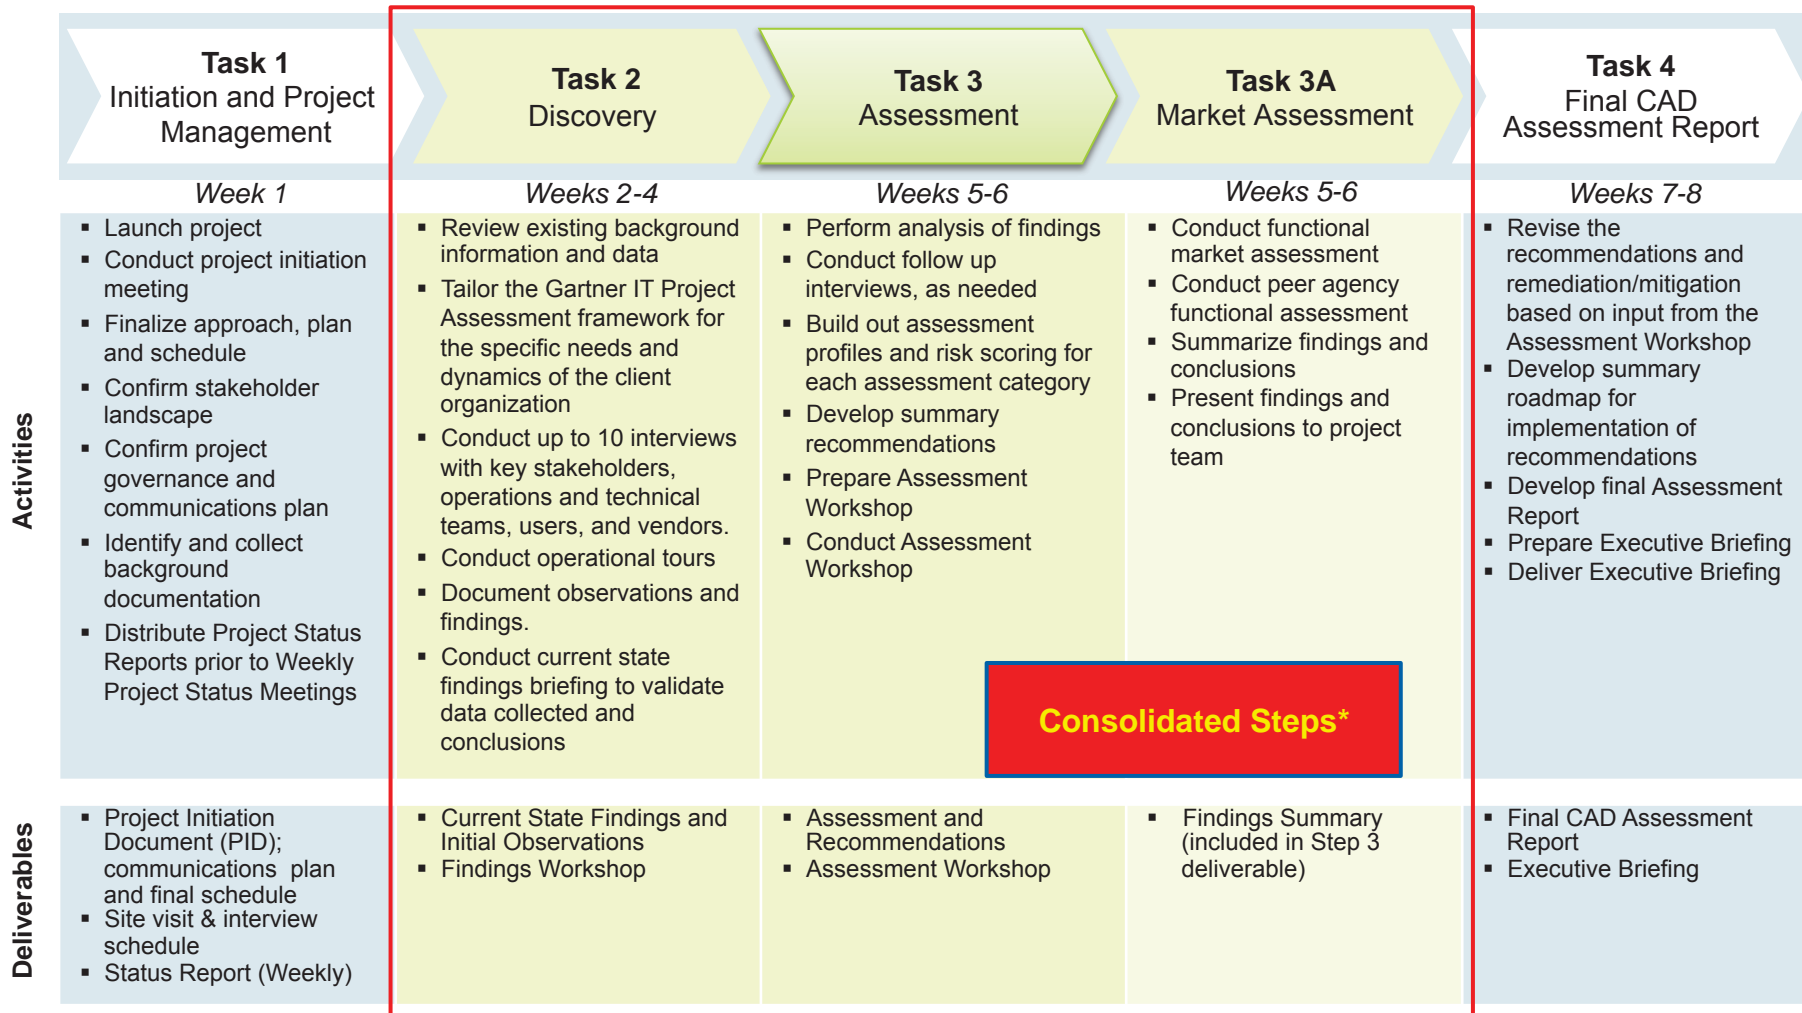 Task 1
Initiation and Project
Management
Task 2
Discovery
Task 3
Assessment
Task 3A
Market Assessment
Task 4
Final CAD
Assessment Report
Week 1
Weeks 2-4
Weeks 5-6
Weeks 5-6
Weeks 7-8
Activities
▪ Launch project
▪ Conduct project initiation
meeting
▪ Finalize approach, plan
and schedule
▪ Confirm stakeholder
landscape
▪ Confirm project
governance and
communications plan
▪ Identify and collect
background
documentation
▪ Distribute Project Status
Reports prior to Weekly
Project Status Meetings
▪ Review existing background
information and data
▪ Tailor the Gartner IT Project
Assessment framework for
the specific needs and
dynamics of the client
organization
▪ Conduct up to 10 interviews
with key stakeholders,
operations and technical
teams, users, and vendors.
▪ Conduct operational tours
▪ Document observations and
findings.
▪ Conduct current state
findings briefing to validate
data collected and
conclusions
▪ Perform analysis of findings
▪ Conduct follow up
interviews, as needed
▪ Build out assessment
profiles and risk scoring for
each assessment category
▪ Develop summary
recommendations
▪ Prepare Assessment
Workshop
▪ Conduct Assessment
Workshop
▪ Conduct functional
market assessment
▪ Conduct peer agency
functional assessment
▪ Summarize findings and
conclusions
▪ Present findings and
conclusions to project
team
▪ Revise the
recommendations and
remediation/mitigation
based on input from the
Assessment Workshop
▪ Develop summary
roadmap for
implementation of
recommendations
▪ Develop final Assessment
Report
▪ Prepare Executive Briefing
▪ Deliver Executive Briefing
Consolidated Steps*
Deliverables
▪ Project Initiation
Document (PID);
communications plan
and final schedule
▪ Site visit & interview
schedule
▪ Status Report (Weekly)
▪ Current State Findings and
Initial Observations
▪ Findings Workshop
▪ Assessment and
Recommendations
▪ Assessment Workshop
▪ Findings Summary
(included in Step 3
deliverable)
▪ Final CAD Assessment
Report
▪ Executive Briefing